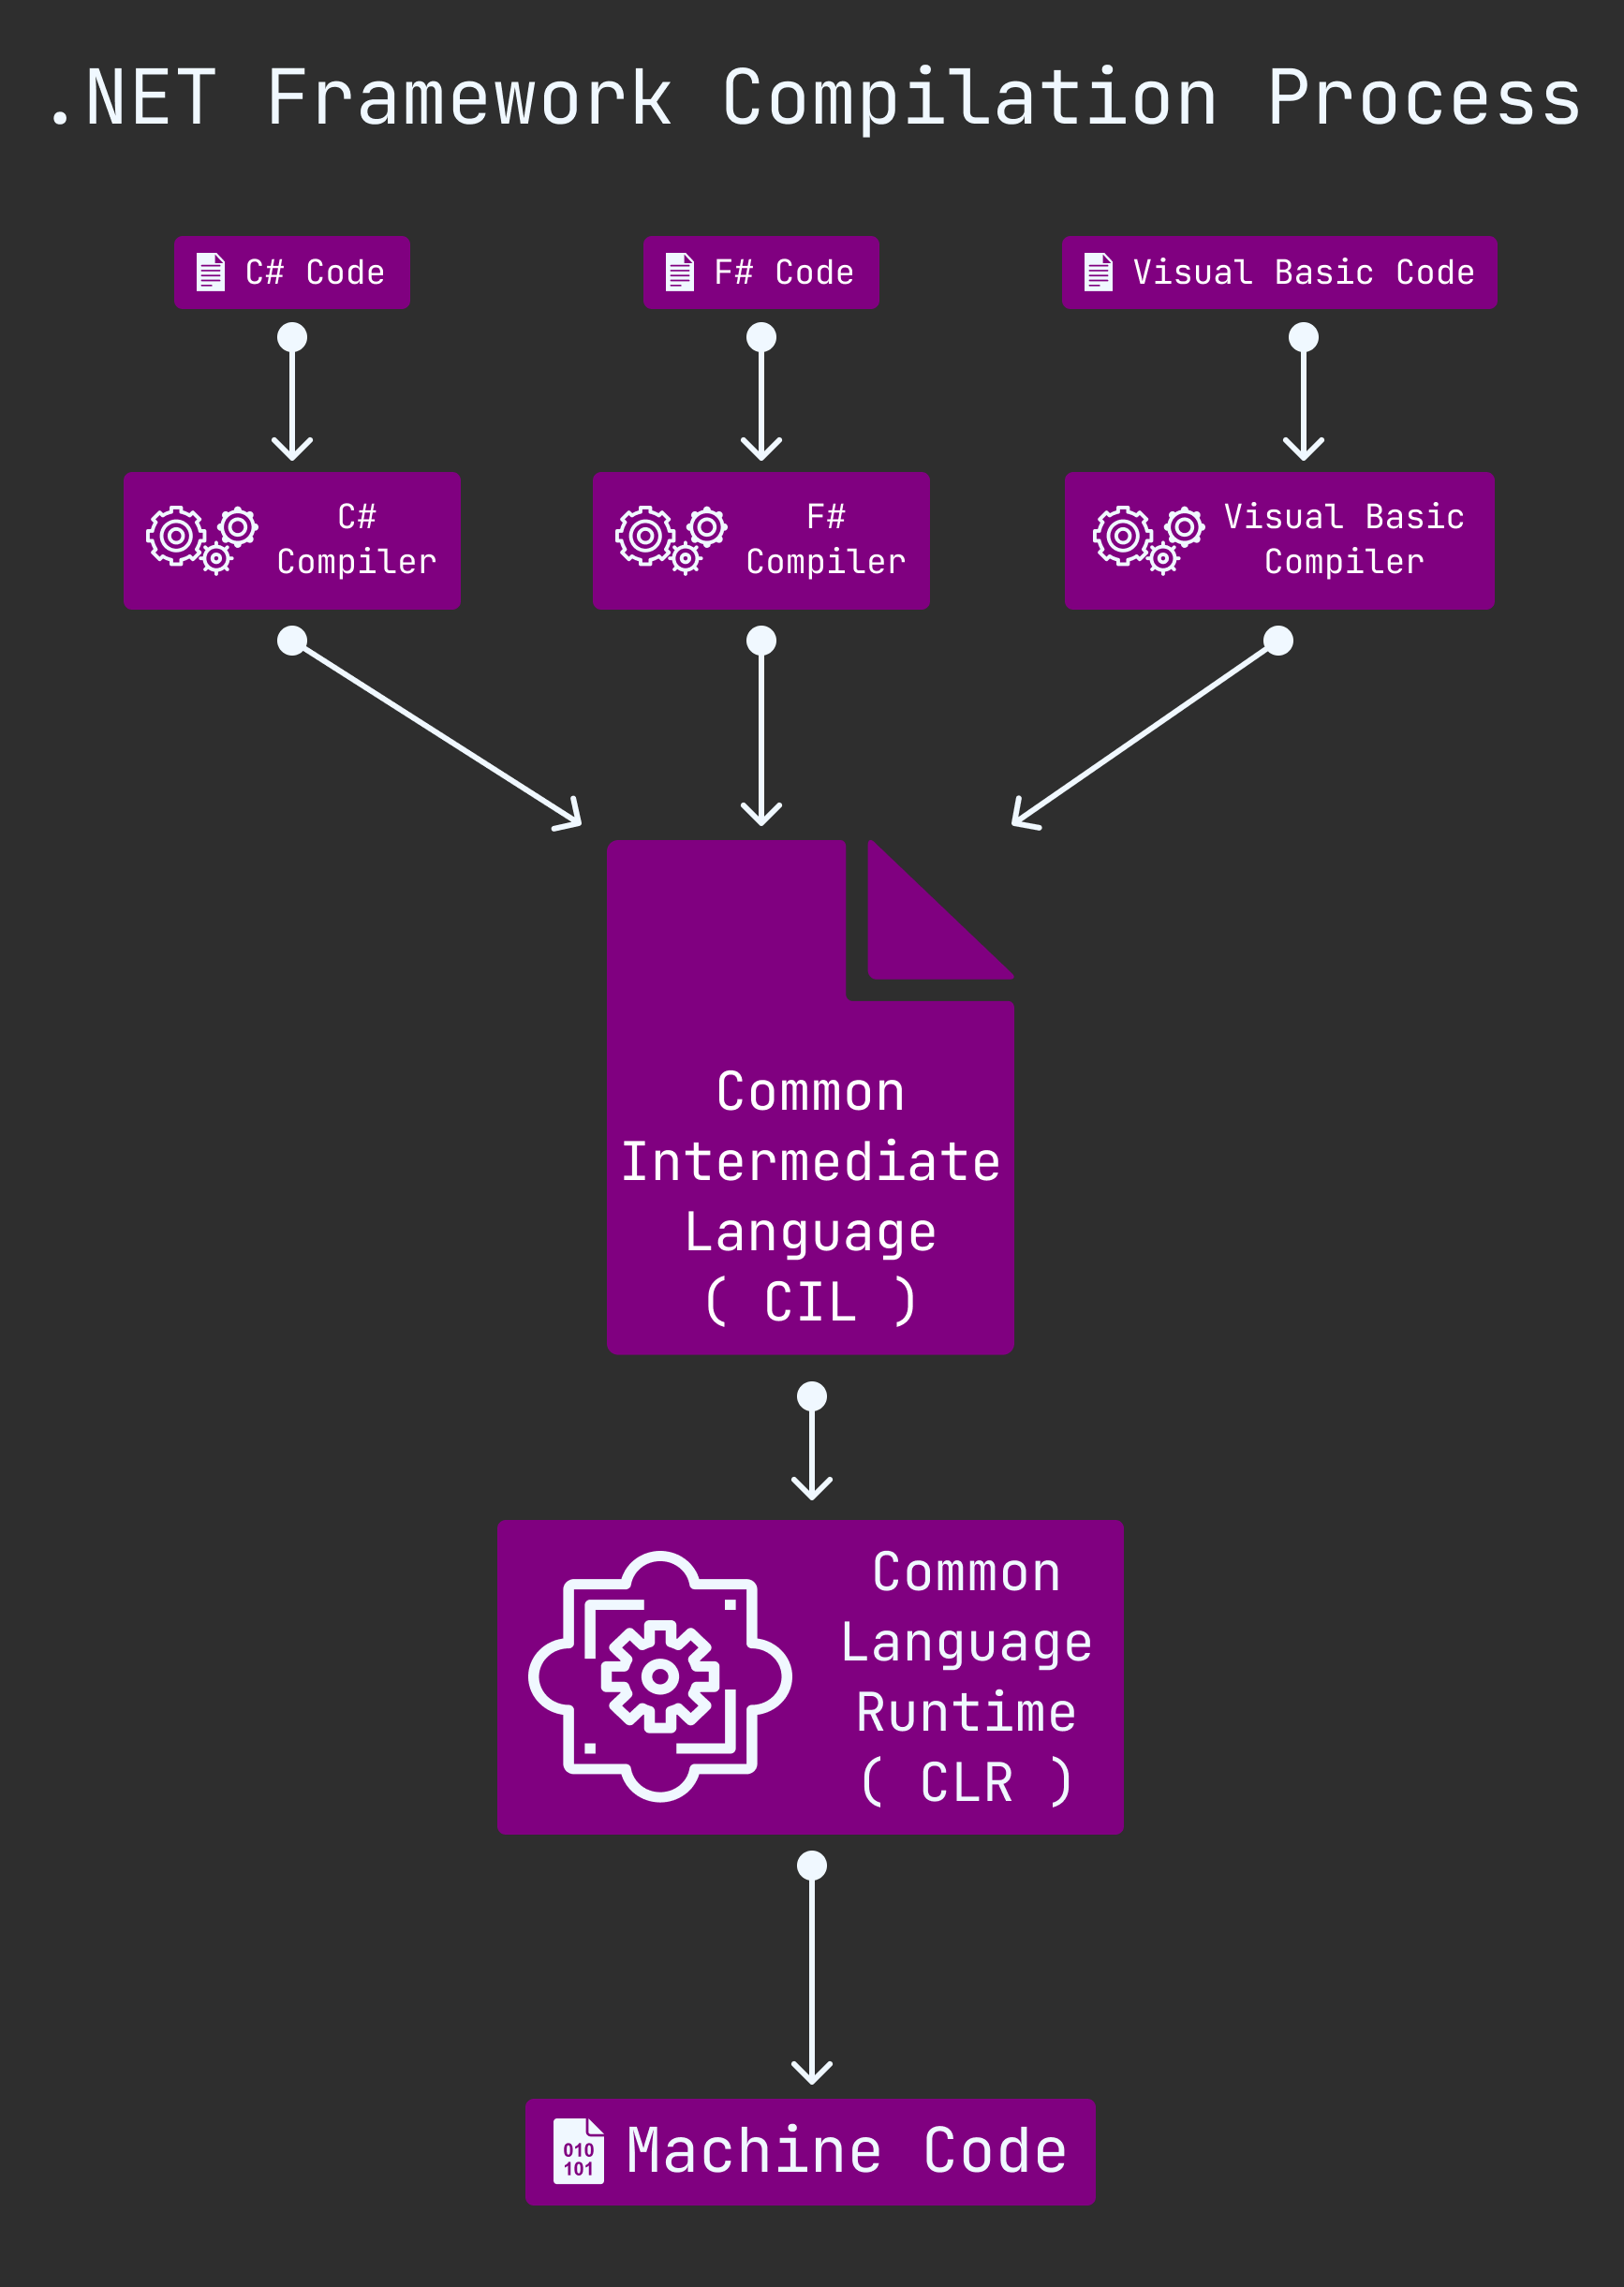 .NET Framework Compilation Process
C# Code
F# Code
Visual Basic Code
C#
Compiler
F#
Compiler
Visual Basic
Compiler
Common
Intermediate
Language
( CIL )
Common
Language
Runtime
( CLR )
010
101
Machine Code